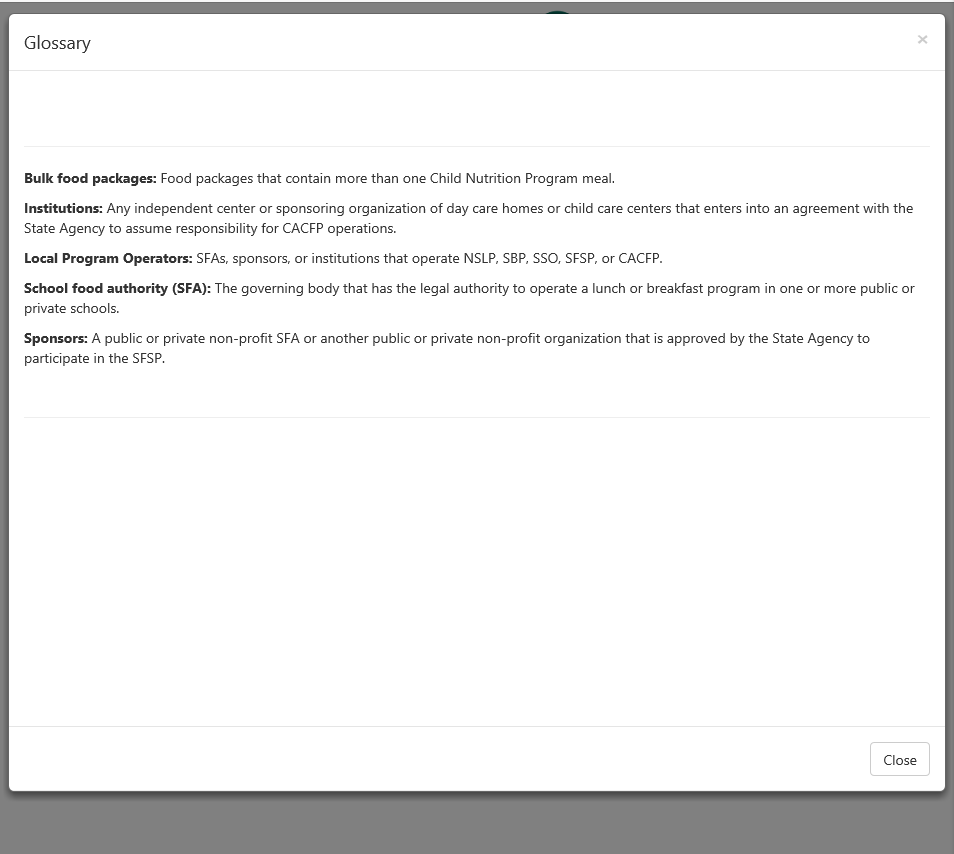 Glossary
×
Bulk food packages: Food packages that contain more than one Child Nutrition Program meal.
Institutions: Any independent center or sponsoring organization of day care homes or child care centers that enters into an agreement with the
State Agency to assume responsibility for CACFP operations.
Local Program Operators: SFAs, sponsors, or institutions that operate NSLP, SBP, SSO, SFSP, or CACFP.
School food authority (SFA): The governing body that has the legal authority to operate a lunch or breakfast program in one or more public or
private schools.
Sponsors: A public or private non-profit SFA or another public or private non-profit organization that is approved by the State Agency to
participate in the SFSP.
Close